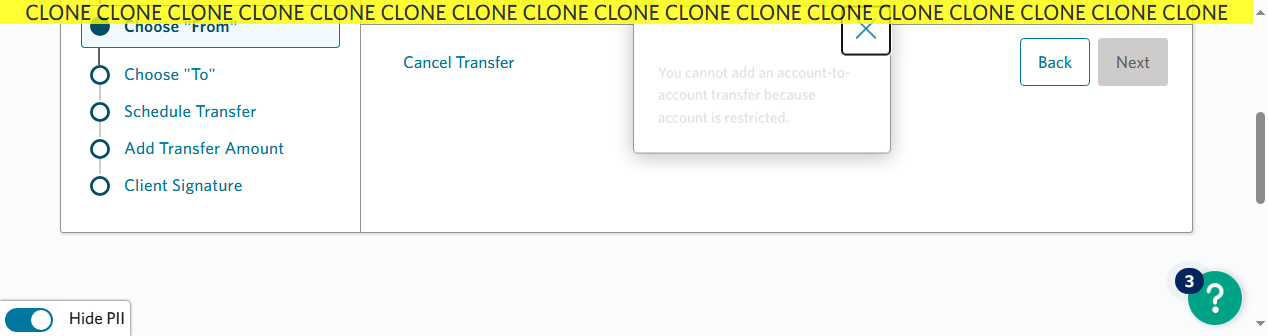 CLONE CLONE CLONE CLONE CLONE CLONE CLONE CLONE CLONE CLONE CLONE CLONE CLONE CLONE CLONE CLONE CLONE
Choose "From"
Choose "To"
Schedule Transfer
Add Transfer Amount
Client Signature
Cancel Transfer
You cannot add an account-to-
account transfer because
account is restricted.
Back
Next
3
?
Hide PII